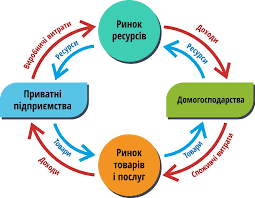 Ринок
ресурсів
Виробничі витрати
Ресурси
Доходи
Ресурси
Приватні
підприємства
Домогосподарства
Доходи
Товари
Ринок
товарів
і послуг
Товари
Споживчі витрати